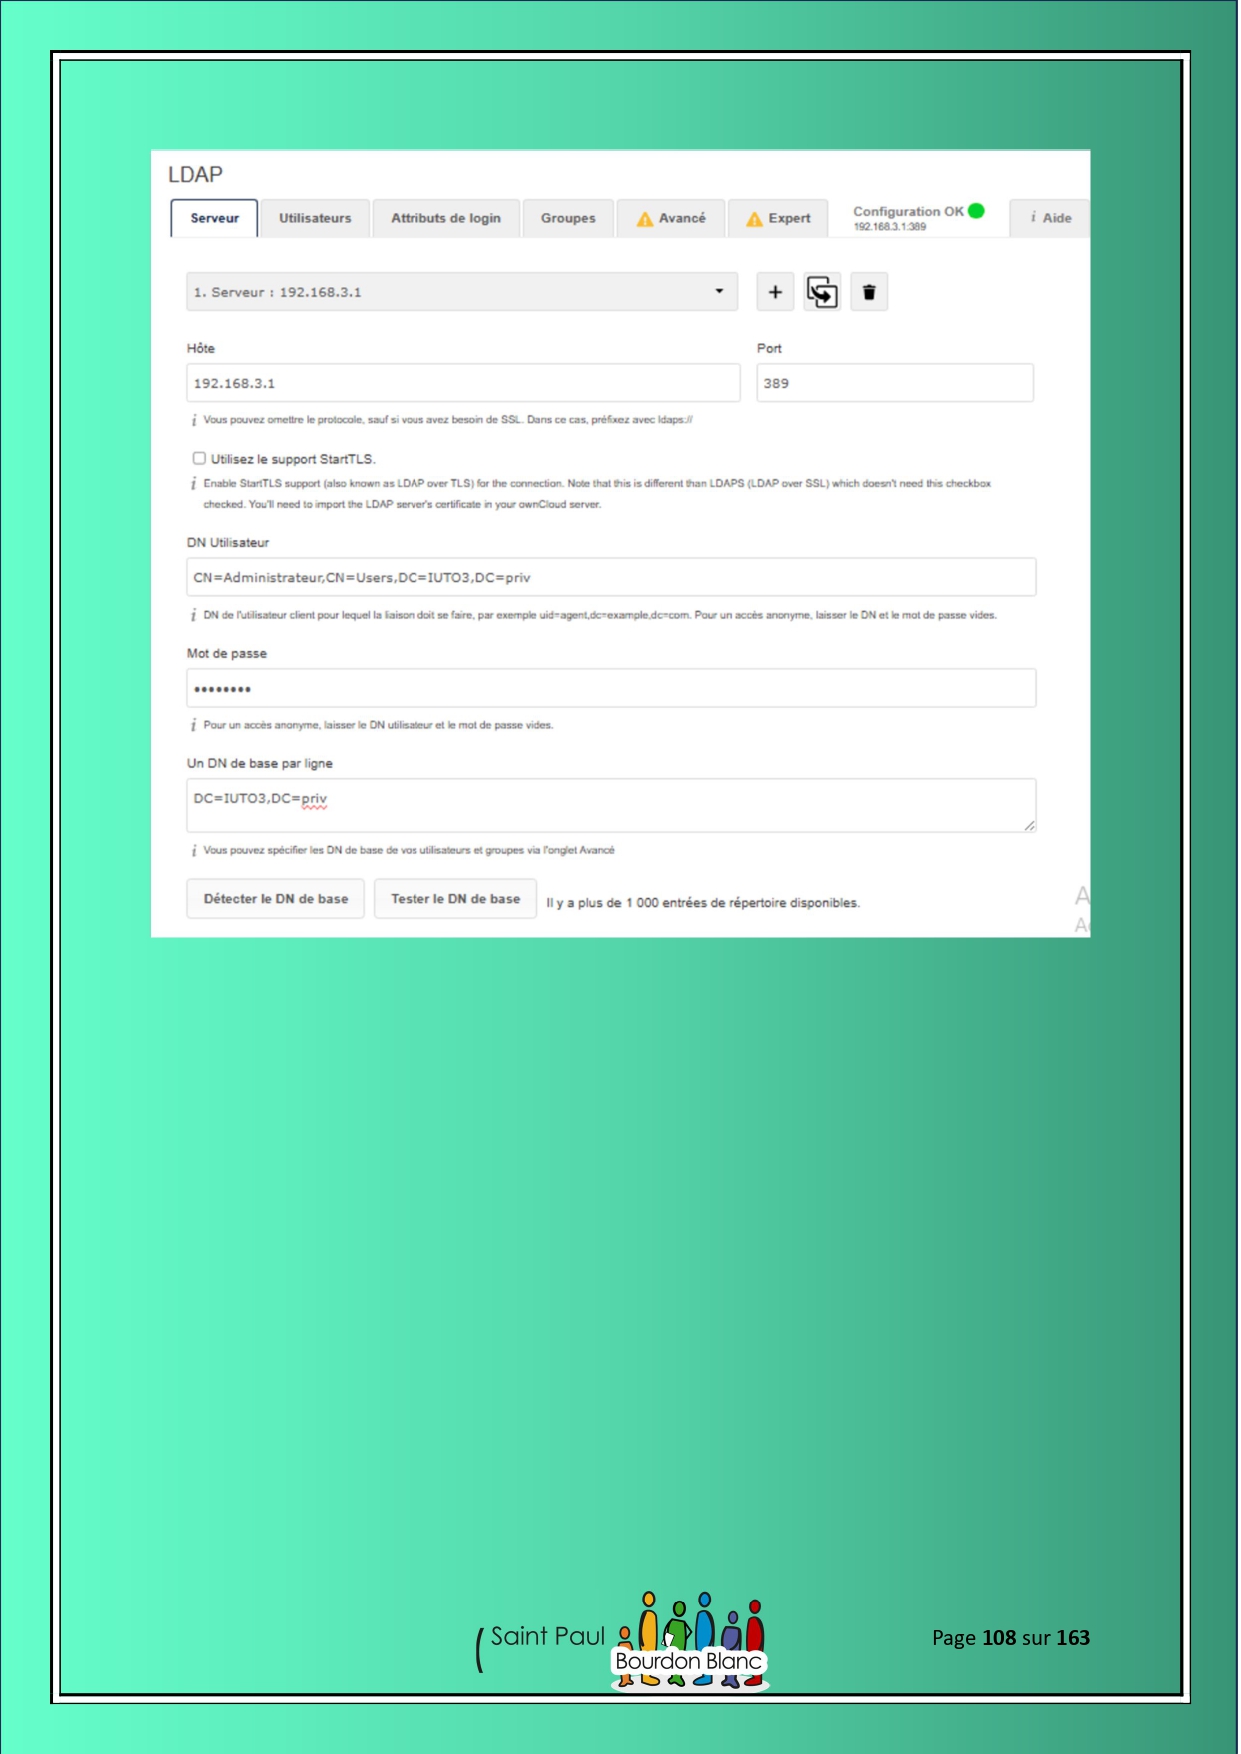 LDAP
Serveur Utilisateurs Attributs de login Groupes Avancé Expert Configuration OK i Aide
192.168.3.1:389
1. Serveur : 192.168.3.1
Hôte Port
192.168.3.1 389
i Vous pouvez omettre le protocole, sauf si vous avez besoin de SSL. Dans ce cas, préfixez avec ldaps://
Utilisez le support StartTLS.
i Enable StartTLS support (also known as LDAP over TLS) for the connection. Note that this is different than LDAPS (LDAP over SSL) which doesn't need this checkbox
checked. You'll need to import the LDAP server's certificate in your ownCloud server.
DN Utilisateur
CN=Administrateur,CN=Users,DC=IUTO3,DC=priv
i DN de l'utilisateur client pour lequel la liaison doit se faire, par exemple uid=agent,dc=example,dc=com. Pour un accès anonyme, laisser le DN et le mot de passe vides.
Mot de passe
••••••••
i Pour un accès anonyme, laisser le DN utilisateur et le mot de passe vides.
Un DN de base par ligne
DC=IUTO3,DC=priv
i Vous pouvez spécifier les DN de base de vos utilisateurs et groupes via l'onglet Avancé
Détecter le DN de base Tester le DN de base Il y a plus de 1 000 entrées de répertoire disponibles.
Saint Paul
Bourdon Blanc
Page 108 sur 163